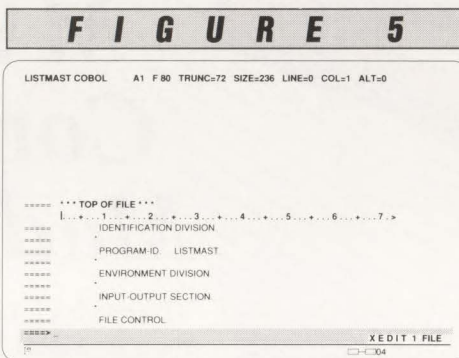 FIGURE 5
LISTMAST COBOL A1 F 80 TRUNC=72 SIZE=236 LINE=0 COL=1 ALT=0
===== * * * TOP OF FILE * * *
|...+...1...+...2...+...3...+...4...+...5...+...6...+...7.>
===== IDENTIFICATION DIVISION.
===== *
===== PROGRAM-ID. LISTMAST.
===== *
===== ENVIRONMENT DIVISION
===== *
===== INPUT-OUTPUT SECTION.
===== *
===== FILE CONTROL
=====>
X E D I T 1 FILE
04